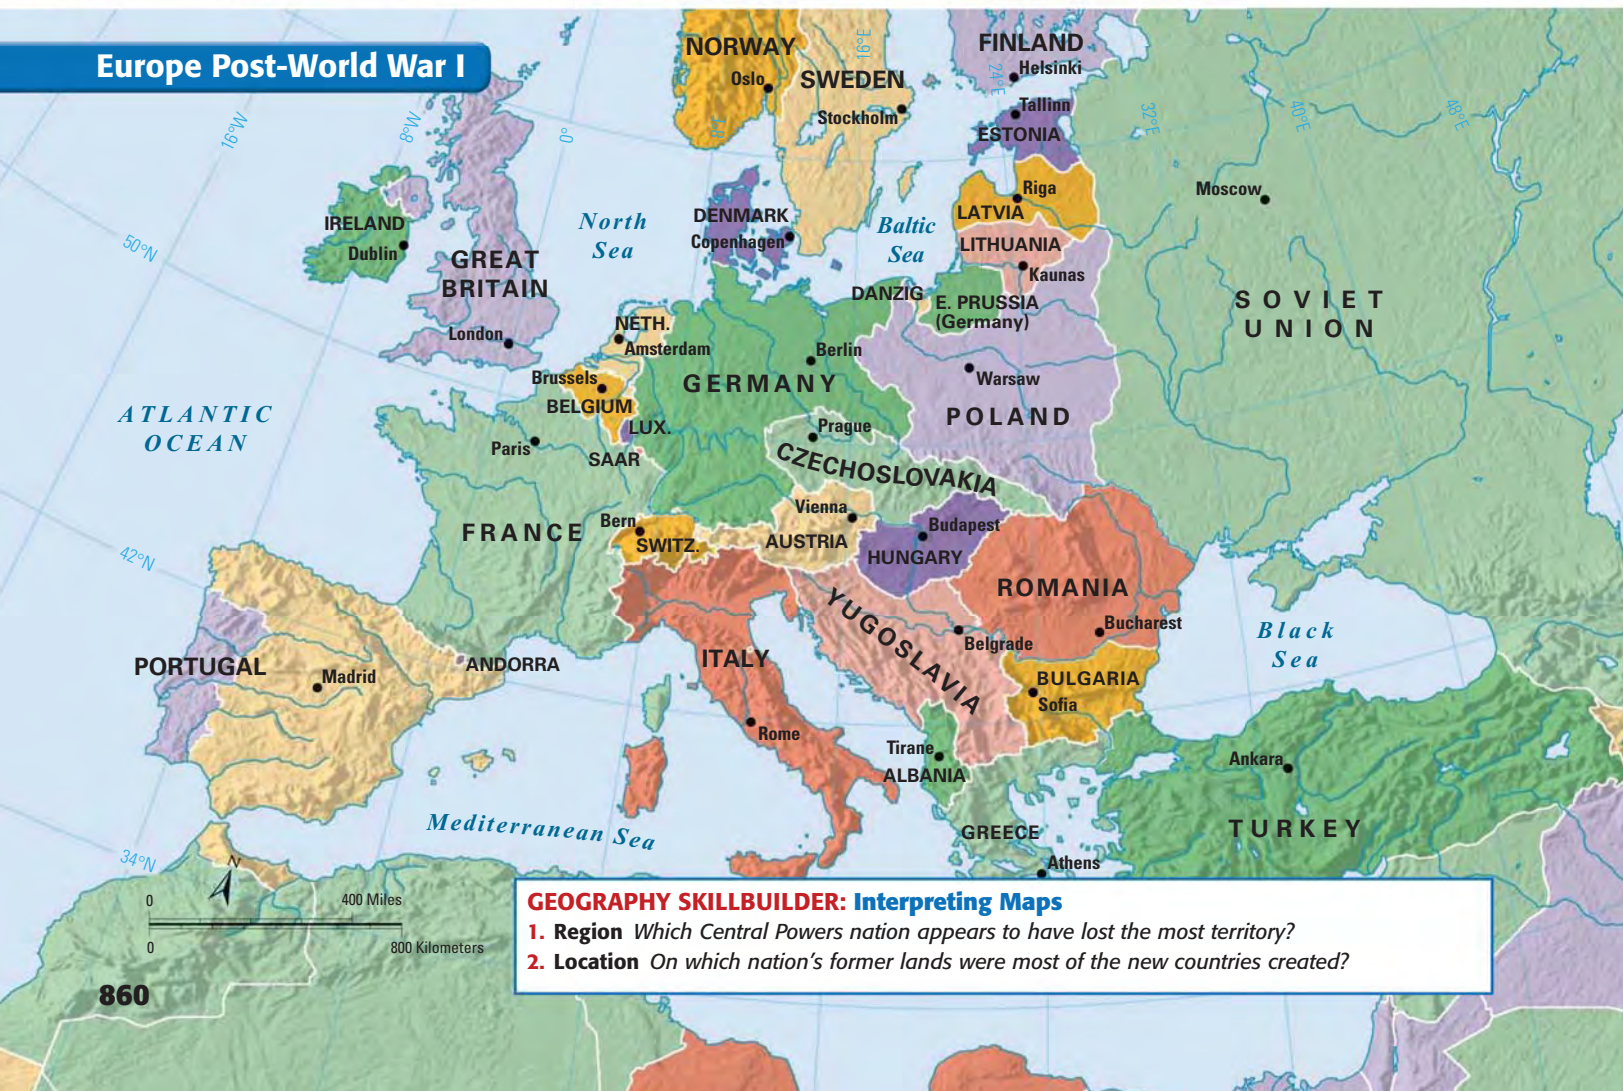 Europe Post-World War I
NORWAY
Oslo
SWEDEN
Stockholm
16°E
FINLAND
Helsinki
24°E
Tallinn
ESTONIA
32°E
40°E
48°E
16°W
8°W
0°
8°E
Riga
LATVIA
Moscow
IRELAND
Dublin
GREAT
BRITAIN
London
North
Sea
DENMARK
Copenhagen
Baltic
Sea
LITHUANIA
Kaunas
DANZIG
E. PRUSSIA
(Germany)
SOVIET
UNION
50°N
NETH.
Amsterdam
Berlin
GERMANY
Warsaw
POLAND
Brussels
BELGIUM
LUX.
ATLANTIC
OCEAN
Paris
SAAR
Prague
CZECHOSLOVAKIA
FRANCE
Bern
SWITZ.
Vienna
AUSTRIA
Budapest
HUNGARY
42°N
ROMANIA
Bucharest
YUGOSLAVIA
Belgrade
Black
Sea
PORTUGAL
Madrid
ANDORRA
ITALY
Rome
BULGARIA
Sofia
Tirane
ALBANIA
Ankara
TURKEY
Mediterranean Sea
GREECE
Athens
34°N
N
0
400 Miles
0
800 Kilometers
GEOGRAPHY SKILLBUILDER: Interpreting Maps
1. Region Which Central Powers nation appears to have lost the most territory?
2. Location On which nation's former lands were most of the new countries created?
860